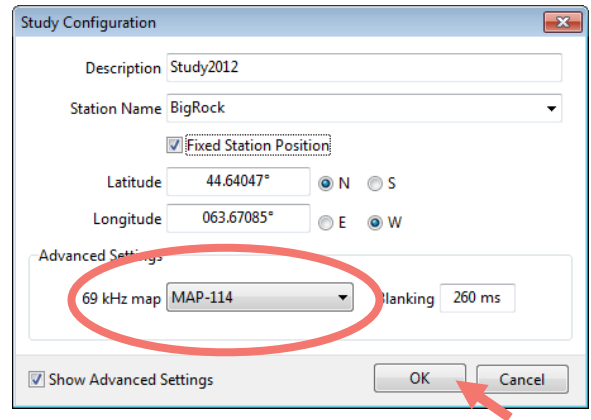 Study Configuration
Description Study2012
Station Name BigRock
Fixed Station Position
Latitude 44.64047° N S
Longitude 063.67085° E W
Advanced Settings
69 kHz map MAP-114 Blanking 260 ms
Show Advanced Settings OK Cancel